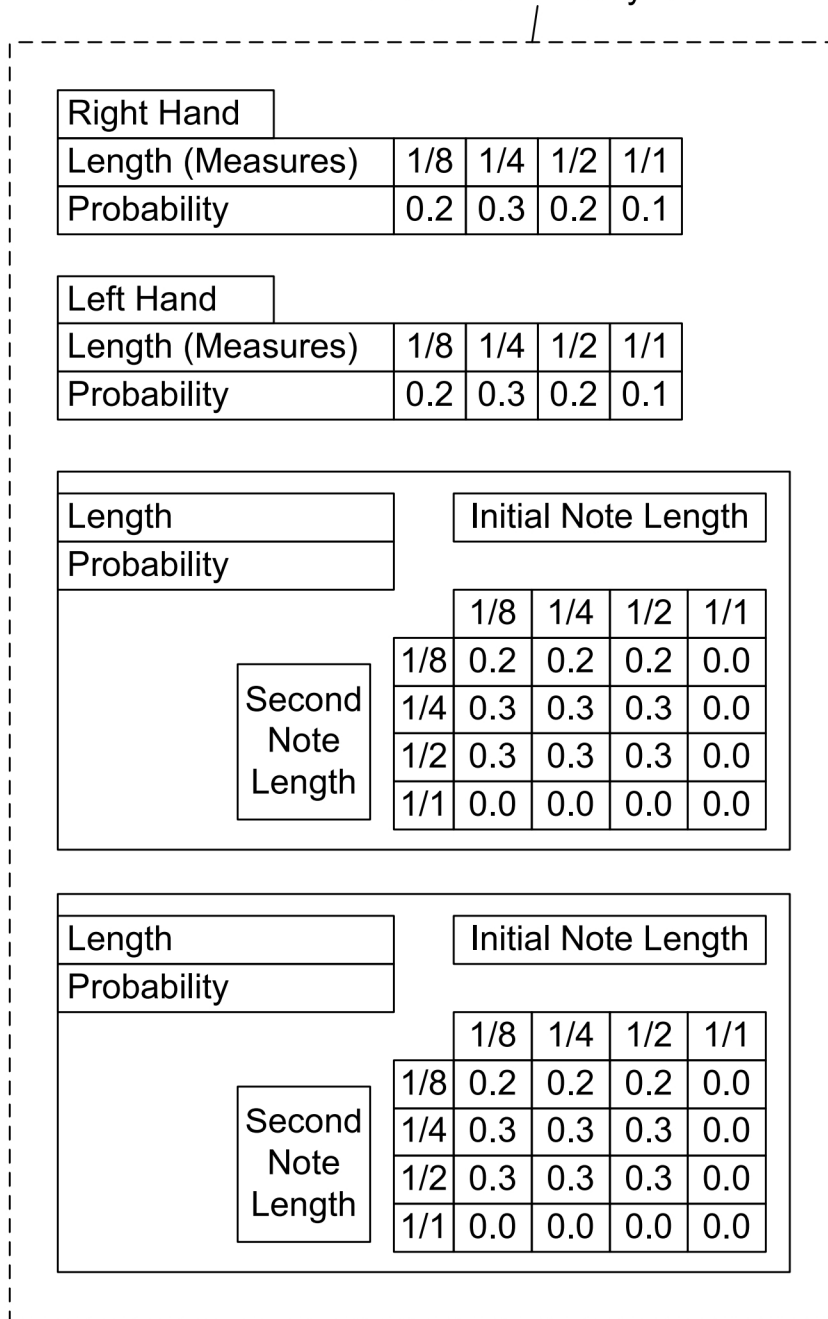 Right Hand
Length (Measures) 1/8 1/4 1/2 1/1
Probability 0.2 0.3 0.2 0.1
Left Hand
Length (Measures) 1/8 1/4 1/2 1/1
Probability 0.2 0.3 0.2 0.1
Length Initial Note Length
Probability
1/8 1/4 1/2 1/1
1/8 0.2 0.2 0.2 0.0
Second
1/4 0.3 0.3 0.3 0.0
Note
1/2 0.3 0.3 0.3 0.0
Length
1/1 0.0 0.0 0.0 0.0
Length Initial Note Length
Probability
1/8 1/4 1/2 1/1
1/8 0.2 0.2 0.2 0.0
Second
1/4 0.3 0.3 0.3 0.0
Note
1/2 0.3 0.3 0.3 0.0
Length
1/1 0.0 0.0 0.0 0.0